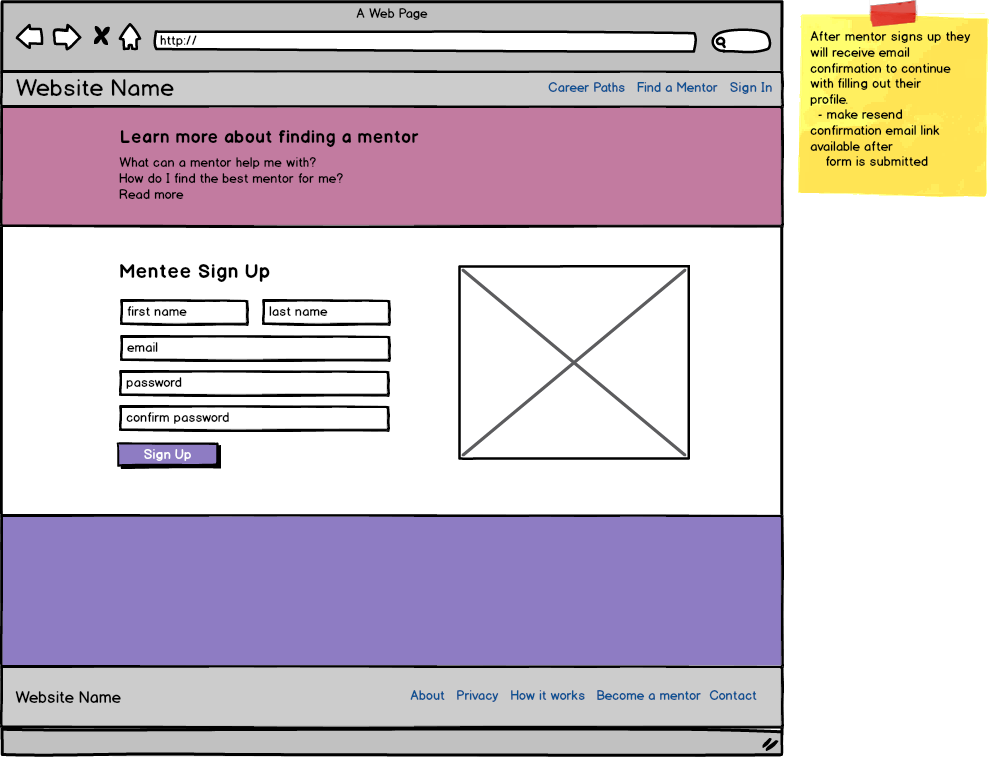 A Web Page
http://
Website Name
Career Paths Find a Mentor Sign In
Learn more about finding a mentor
What can a mentor help me with?
How do I find the best mentor for me?
Read more
Mentee Sign Up
first name last name
email
password
confirm password
Sign Up
Website Name
About Privacy How it works Become a mentor Contact
After mentor signs up they
will receive email
confirmation to continue
with filling out their
profile.
- make resend
confirmation email link
available after
form is submitted